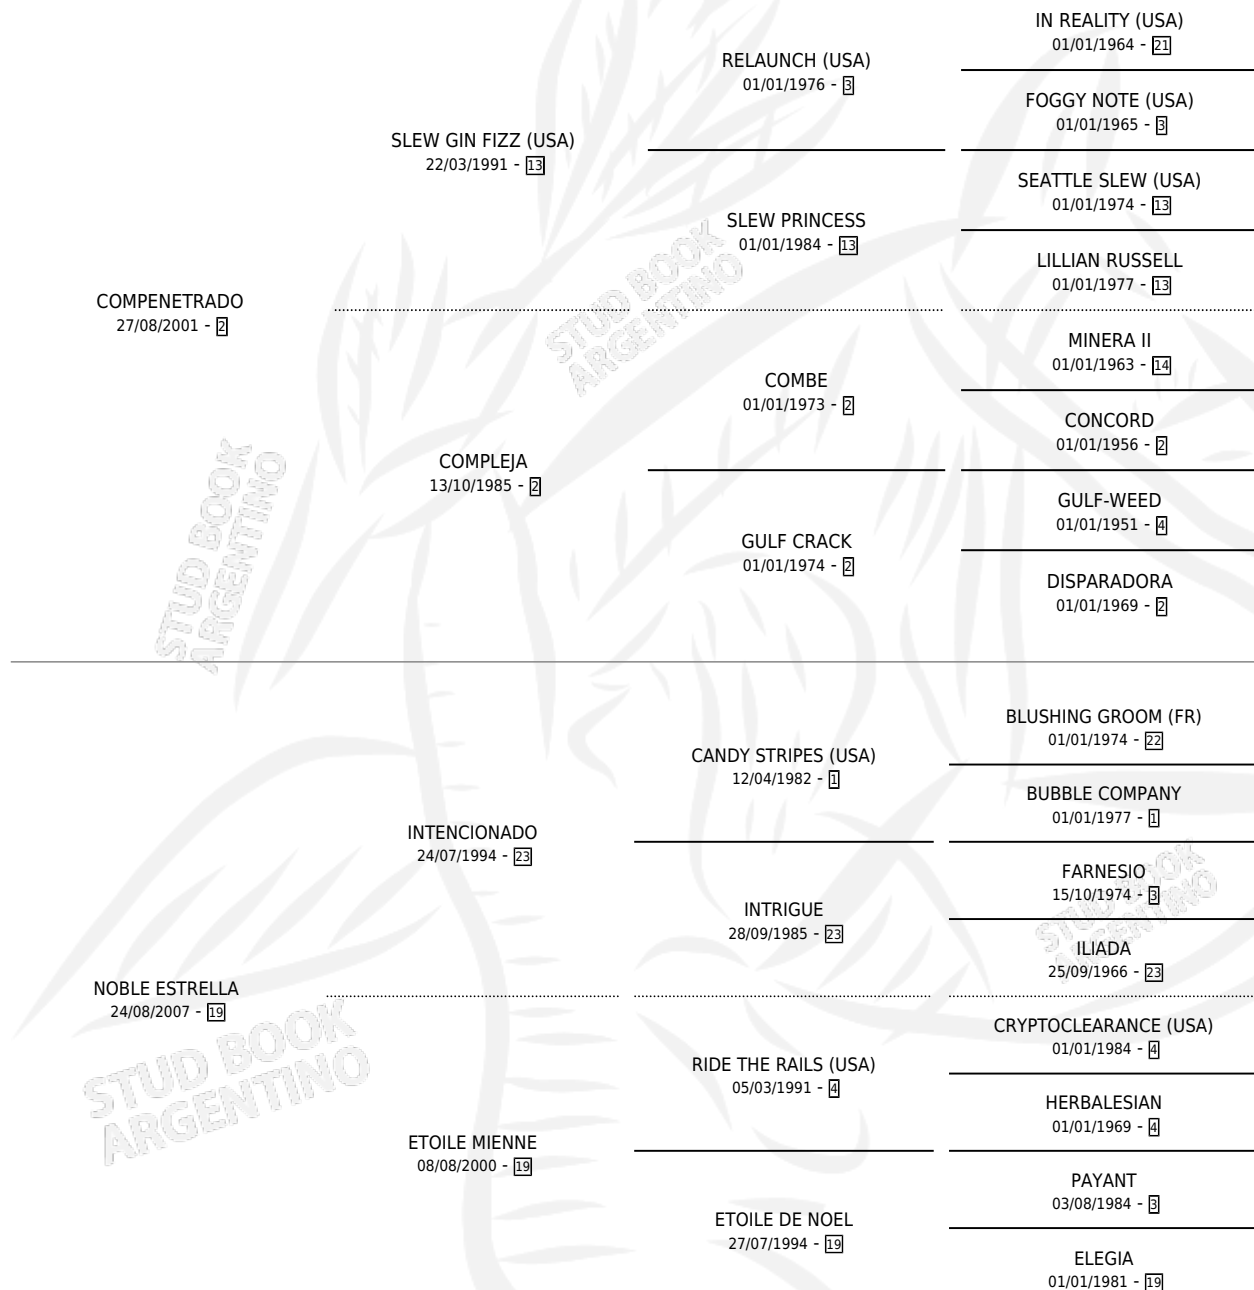 IN REALITY (USA)
01/01/1964 - 21
RELAUNCH (USA)
01/01/1976 - 3
FOGGY NOTE (USA)
01/01/1965 - 3
SLEW GIN FIZZ (USA)
22/03/1991 - 13
SEATTLE SLEW (USA)
01/01/1974 - 13
SLEW PRINCESS
01/01/1984 - 13
LILLIAN RUSSELL
01/01/1977 - 13
COMPENETRADO
27/08/2001 - 2
MINERA II
01/01/1963 - 14
COMBE
01/01/1973 - 2
CONCORD
01/01/1956 - 2
COMPLEJA
13/10/1985 - 2
GULF-WEED
01/01/1951 - 4
GULF CRACK
01/01/1974 - 2
DISPARADORA
01/01/1969 - 2
STUD BOOK
ARGENTINO
STUD BOOK
ARGENTINO
BLUSHING GROOM (FR)
01/01/1974 - 22
CANDY STRIPES (USA)
12/04/1982 - 1
BUBBLE COMPANY
01/01/1977 - 1
INTENCIONADO
24/07/1994 - 23
FARNESIO
15/10/1974 - 3
INTRIGUE
28/09/1985 - 23
ILIADA
25/09/1966 - 23
STUD BOOK
ARGENTINO
NOBLE ESTRELLA
24/08/2007 - 19
CRYPTOCLEARANCE (USA)
01/01/1984 - 4
RIDE THE RAILS (USA)
05/03/1991 - 4
HERBALESIAN
01/01/1969 - 4
STUD BOOK
ARGENTINO
ETOILE MIENNE
08/08/2000 - 19
PAYANT
03/08/1984 - 3
ETOILE DE NOEL
27/07/1994 - 19
ELEGIA
01/01/1981 - 19